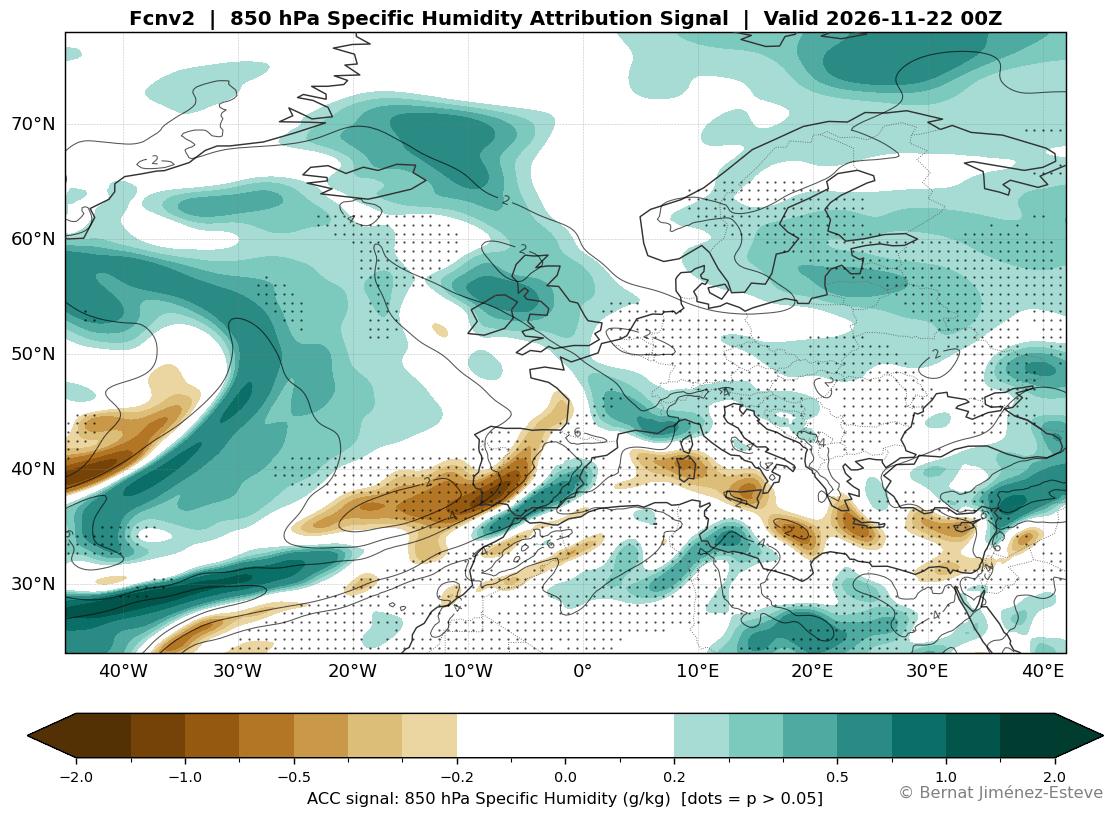 Fcnv2 | 850 hPa Specific Humidity Attribution Signal | Valid 2026-11-22 00Z
70°N
60°N
50°N
40°N
30°N
40°W
30°W
20°W
10°W
0°
10°E
20°E
30°E
40°E
−2.0
−1.0
−0.5
−0.2
0.0
0.2
0.5
1.0
2.0
ACC signal: 850 hPa Specific Humidity (g/kg) [dots = p > 0.05]
© Bernat Jiménez-Esteve